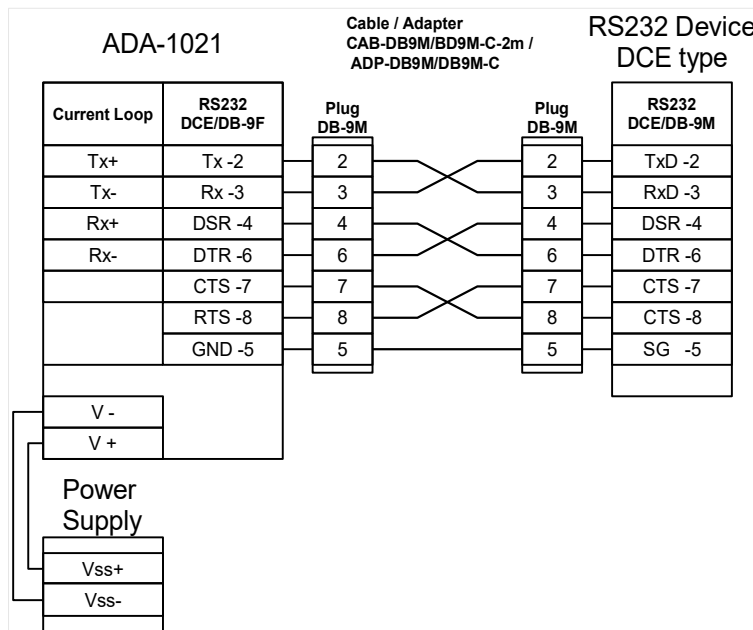 ADA-1021
Cable / Adapter
CAB-DB9M/BD9M-C-2m /
ADP-DB9M/DB9M-C
RS232 Device
DCE type
Current Loop
RS232
DCE/DB-9F
Plug
DB-9M
Plug
DB-9M
RS232
DCE/DB-9M
Tx+ Tx -2 2 2 TxD -2
Tx- Rx -3 3 3 RxD -3
Rx+ DSR -4 4 4 DSR -4
Rx- DTR -6 6 6 DTR -6
CTS -7 7 7 CTS -7
RTS -8 8 8 CTS -8
GND -5 5 5 SG -5
V -
V +
Power
Supply
Vss+
Vss-